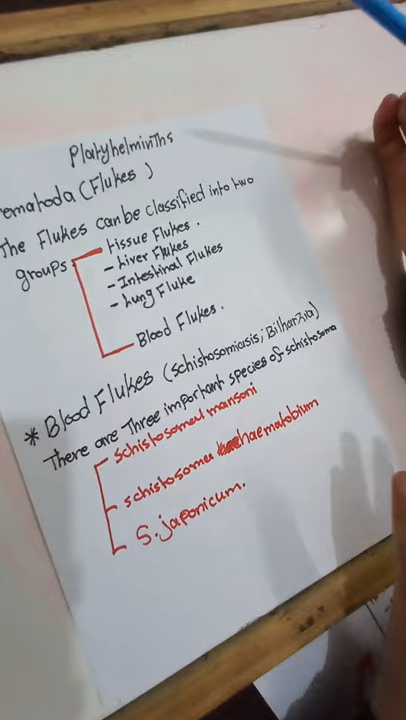 Platyhelminths
ematoda (Flukes)
The Flukes can be classified into two
groups
tissue Flukes.
- Liver Flukes
- Intestinal Flukes
- Lung Fluke
Blood Flukes.
* Blood Flukes (schistosomiasis; Bilharzia)
There are Three important species of schistosoma
schistosomal mansoni
schistosoma haematobium
S. japonicum.